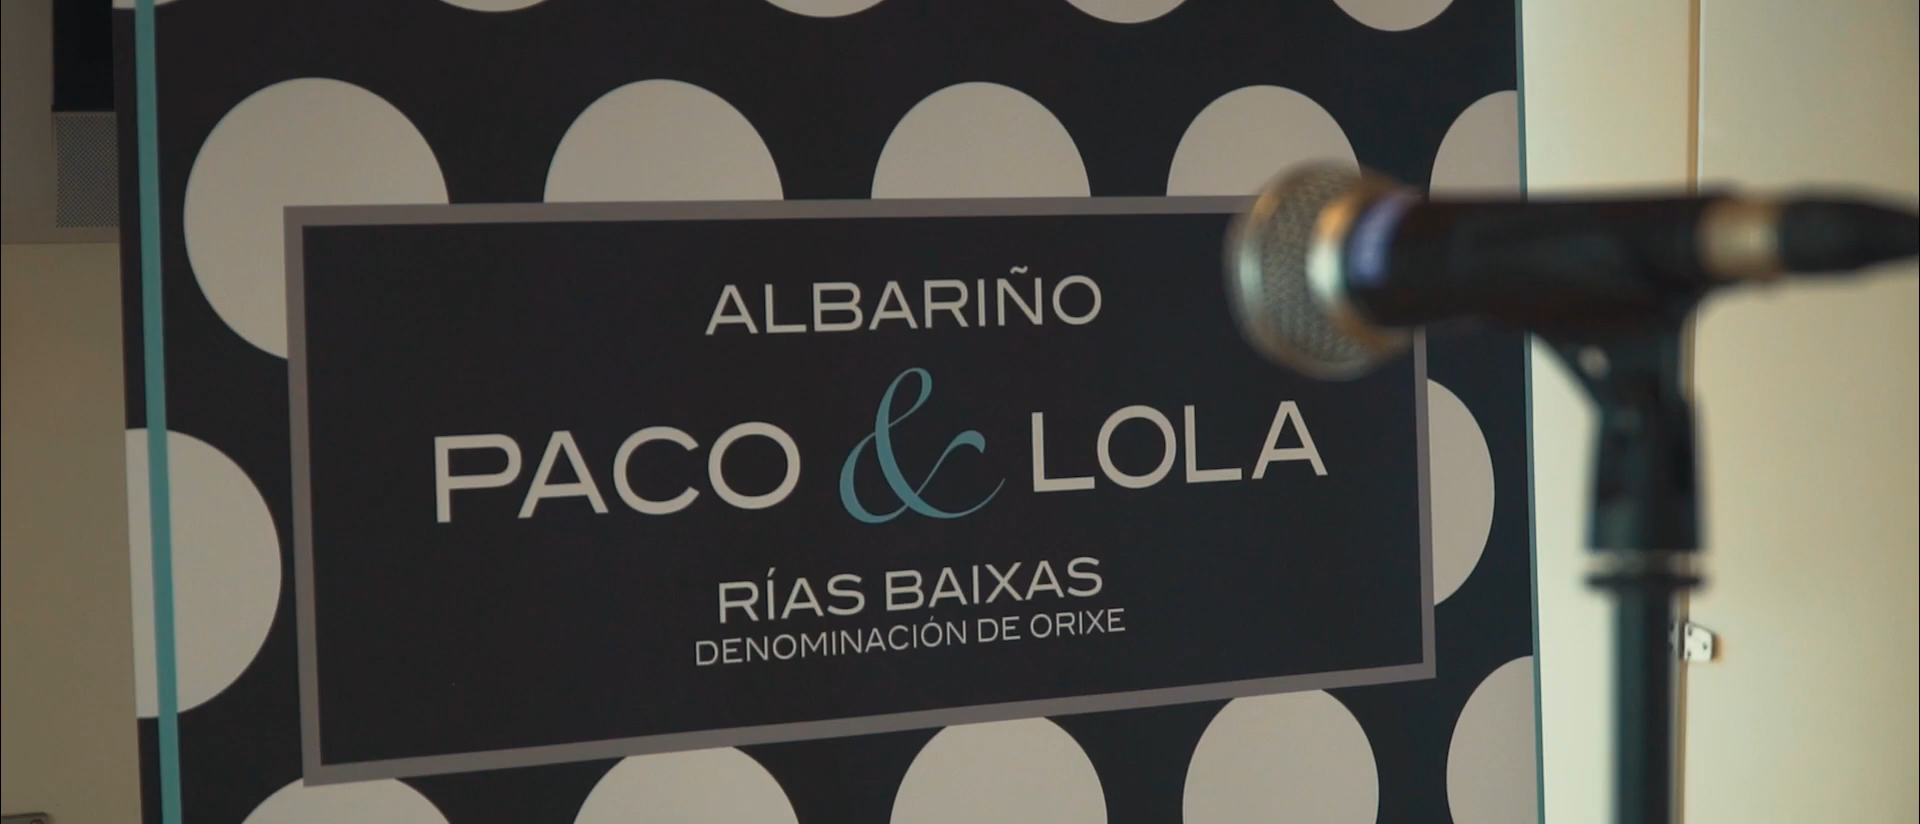 ALBARIÑO
PACO & LOLA
RÍAS BAIXAS
DENOMINACIÓN DE ORIXE